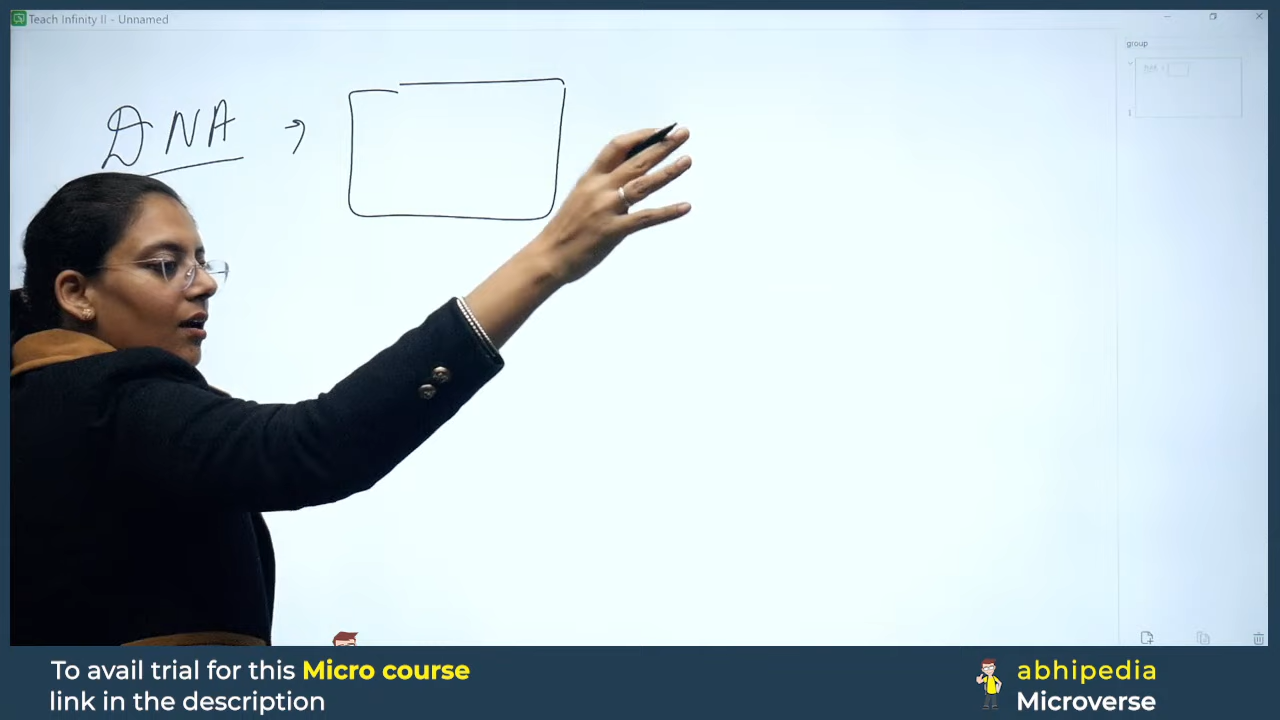 Teach Infinity II - Unnamed
group
DNA →
1
To avail trial for this Micro course
link in the description
abhipedia
Microverse